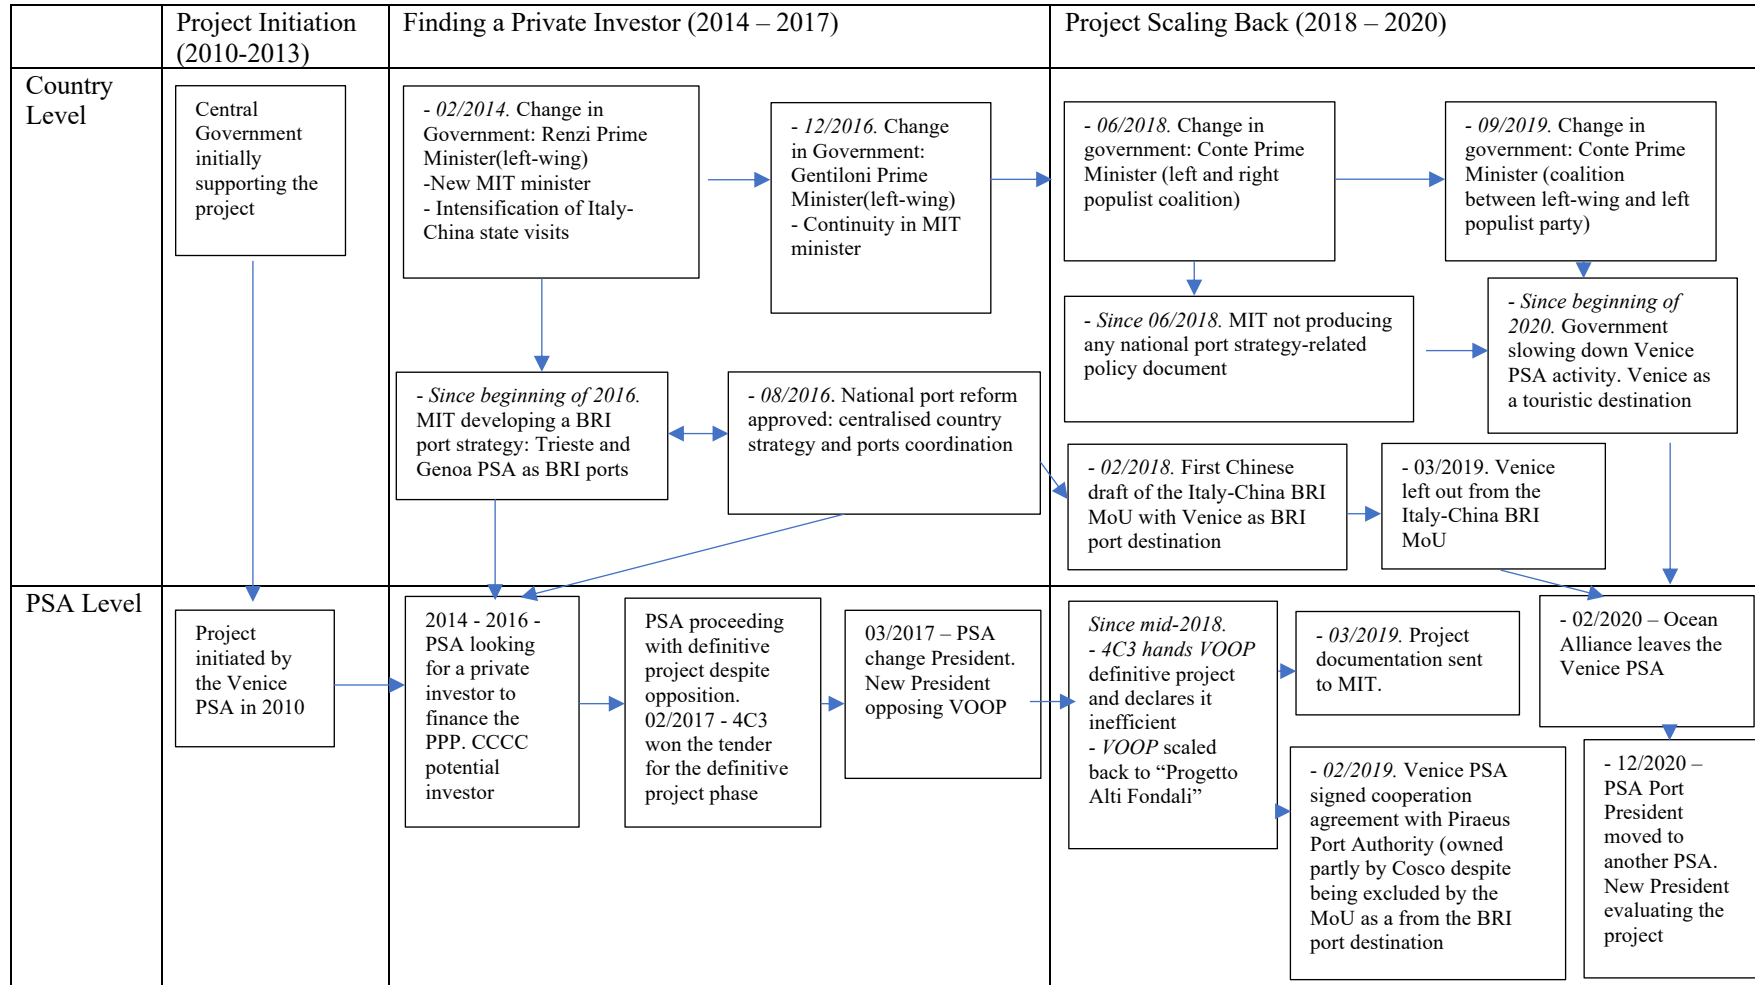 Project Initiation
(2010-2013)
Finding a Private Investor (2014 – 2017)
Project Scaling Back (2018 – 2020)
Country
Level
Central
Government
initially
supporting the
project
- 02/2014. Change in
Government: Renzi Prime
Minister(left-wing)
-New MIT minister
- Intensification of Italy-
China state visits
- 12/2016. Change
in Government:
Gentiloni Prime
Minister(left-wing)
- Continuity in MIT
minister
- 06/2018. Change in
government: Conte Prime
Minister (left and right
populist coalition)
- 09/2019. Change in
government: Conte Prime
Minister (coalition
between left-wing and left
populist party)
- Since beginning of 2016.
MIT developing a BRI
port strategy: Trieste and
Genoa PSA as BRI ports
- 08/2016. National port reform
approved: centralised country
strategy and ports coordination
- Since 06/2018. MIT not producing
any national port strategy-related
policy document
- Since beginning of
2020. Government
slowing down Venice
PSA activity. Venice as
a touristic destination
- 02/2018. First Chinese
draft of the Italy-China BRI
MoU with Venice as BRI
port destination
- 03/2019. Venice
left out from the
Italy-China BRI
MoU
PSA Level
Project
initiated by
the Venice
PSA in 2010
2014 - 2016 -
PSA looking
for a private
investor to
finance the
PPP. CCCC
potential
investor
PSA proceeding
with definitive
project despite
opposition.
02/2017 - 4C3
won the tender
for the definitive
project phase
03/2017 – PSA
change President.
New President
opposing VOOP
Since mid-2018.
- 4C3 hands VOOP
definitive project
and declares it
inefficient
- VOOP scaled
back to “Progetto
Alti Fondali”
- 03/2019. Project
documentation sent
to MIT.
- 02/2019. Venice PSA
signed cooperation
agreement with Piraeus
Port Authority (owned
partly by Cosco despite
being excluded by the
MoU as a from the BRI
port destination
- 02/2020 – Ocean
Alliance leaves the
Venice PSA
- 12/2020 –
PSA Port
President
moved to
another PSA.
New President
evaluating the
project